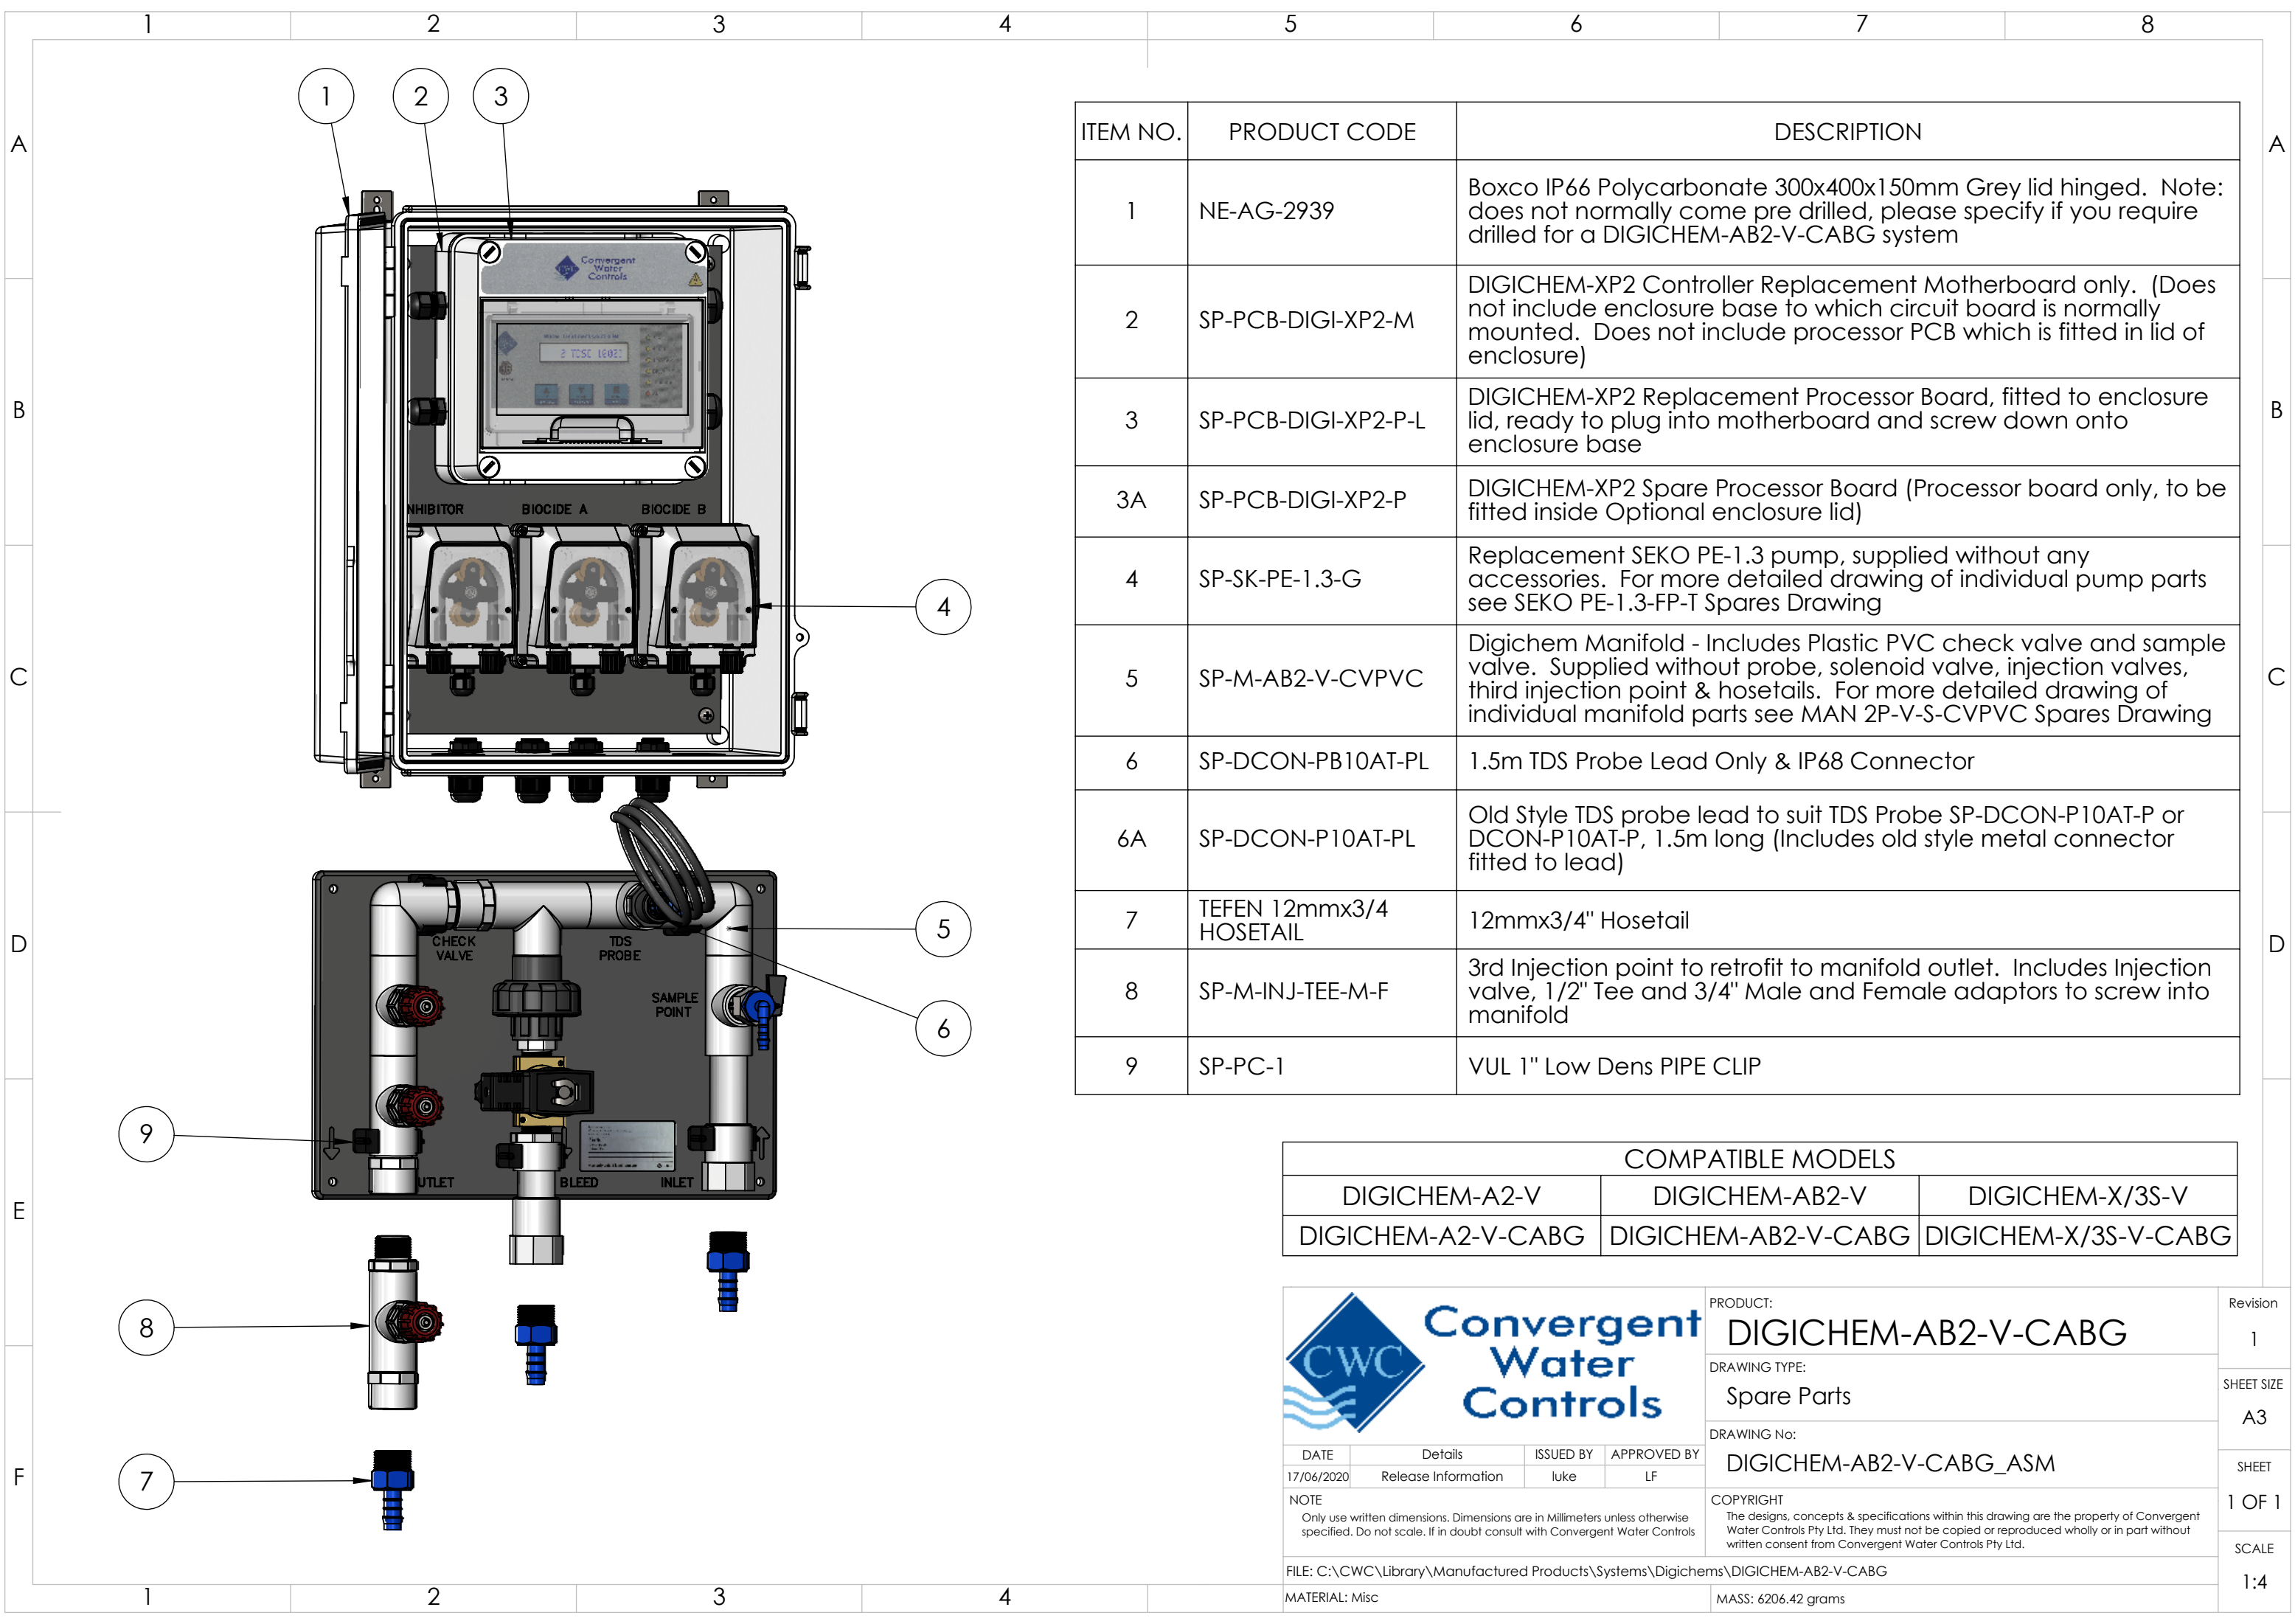 1 2 3 4 5 6 7 8
A
B
C
D
E
F
1
2
3
Convergent
Water
Controls
NHIBITOR BIOCIDE A BIOCIDE B
4
CHECK
VALVE
TDS
PROBE
SAMPLE
POINT
5
6
9
UTLET BLEED INLET
8
7
ITEM NO. PRODUCT CODE DESCRIPTION
1 NE-AG-2939 Boxco IP66 Polycarbonate 300x400x150mm Grey lid hinged. Note:
does not normally come pre drilled, please specify if you require
drilled for a DIGICHEM-AB2-V-CABG system
2 SP-PCB-DIGI-XP2-M DIGICHEM-XP2 Controller Replacement Motherboard only. (Does
not include enclosure base to which circuit board is normally
mounted. Does not include processor PCB which is fitted in lid of
enclosure)
3 SP-PCB-DIGI-XP2-P-L DIGICHEM-XP2 Replacement Processor Board, fitted to enclosure
lid, ready to plug into motherboard and screw down onto
enclosure base
3A SP-PCB-DIGI-XP2-P DIGICHEM-XP2 Spare Processor Board (Processor board only, to be
fitted inside Optional enclosure lid)
4 SP-SK-PE-1.3-G Replacement SEKO PE-1.3 pump, supplied without any
accessories. For more detailed drawing of individual pump parts
see SEKO PE-1.3-FP-T Spares Drawing
5 SP-M-AB2-V-CVPVC Digichem Manifold - Includes Plastic PVC check valve and sample
valve. Supplied without probe, solenoid valve, injection valves,
third injection point & hosetails. For more detailed drawing of
individual manifold parts see MAN 2P-V-S-CVPVC Spares Drawing
6 SP-DCON-PB10AT-PL 1.5m TDS Probe Lead Only & IP68 Connector
6A SP-DCON-P10AT-PL Old Style TDS probe lead to suit TDS Probe SP-DCON-P10AT-P or
DCON-P10AT-P, 1.5m long (Includes old style metal connector
fitted to lead)
7 TEFEN 12mmx3/4 HOSETAIL 12mmx3/4" Hosetail
8 SP-M-INJ-TEE-M-F 3rd Injection point to retrofit to manifold outlet. Includes Injection
valve, 1/2" Tee and 3/4" Male and Female adaptors to screw into
manifold
9 SP-PC-1 VUL 1" Low Dens PIPE CLIP
COMPATIBLE MODELS
DIGICHEM-A2-V DIGICHEM-AB2-V DIGICHEM-X/3S-V
DIGICHEM-A2-V-CABG DIGICHEM-AB2-V-CABG DIGICHEM-X/3S-V-CABG
CWC
Convergent
Water
Controls
PRODUCT:
DIGICHEM-AB2-V-CABG
DRAWING TYPE:
Spare Parts
DRAWING No:
DIGICHEM-AB2-V-CABG_ASM
Revision
1
SHEET SIZE
A3
SHEET
1 OF 1
SCALE
1:4
DATE Details ISSUED BY APPROVED BY
17/06/2020 Release Information luke LF
NOTE
Only use written dimensions. Dimensions are in Millimeters unless otherwise
specified. Do not scale. If in doubt consult with Convergent Water Controls
COPYRIGHT
The designs, concepts & specifications within this drawing are the property of Convergent
Water Controls Pty Ltd. They must not be copied or reproduced wholly or in part without
written consent from Convergent Water Controls Pty Ltd.
FILE: C:\CWC\Library\Manufactured Products\Systems\Digichems\DIGICHEM-AB2-V-CABG
MATERIAL: Misc MASS: 6206.42 grams
A
B
C
D
1 2 3 4